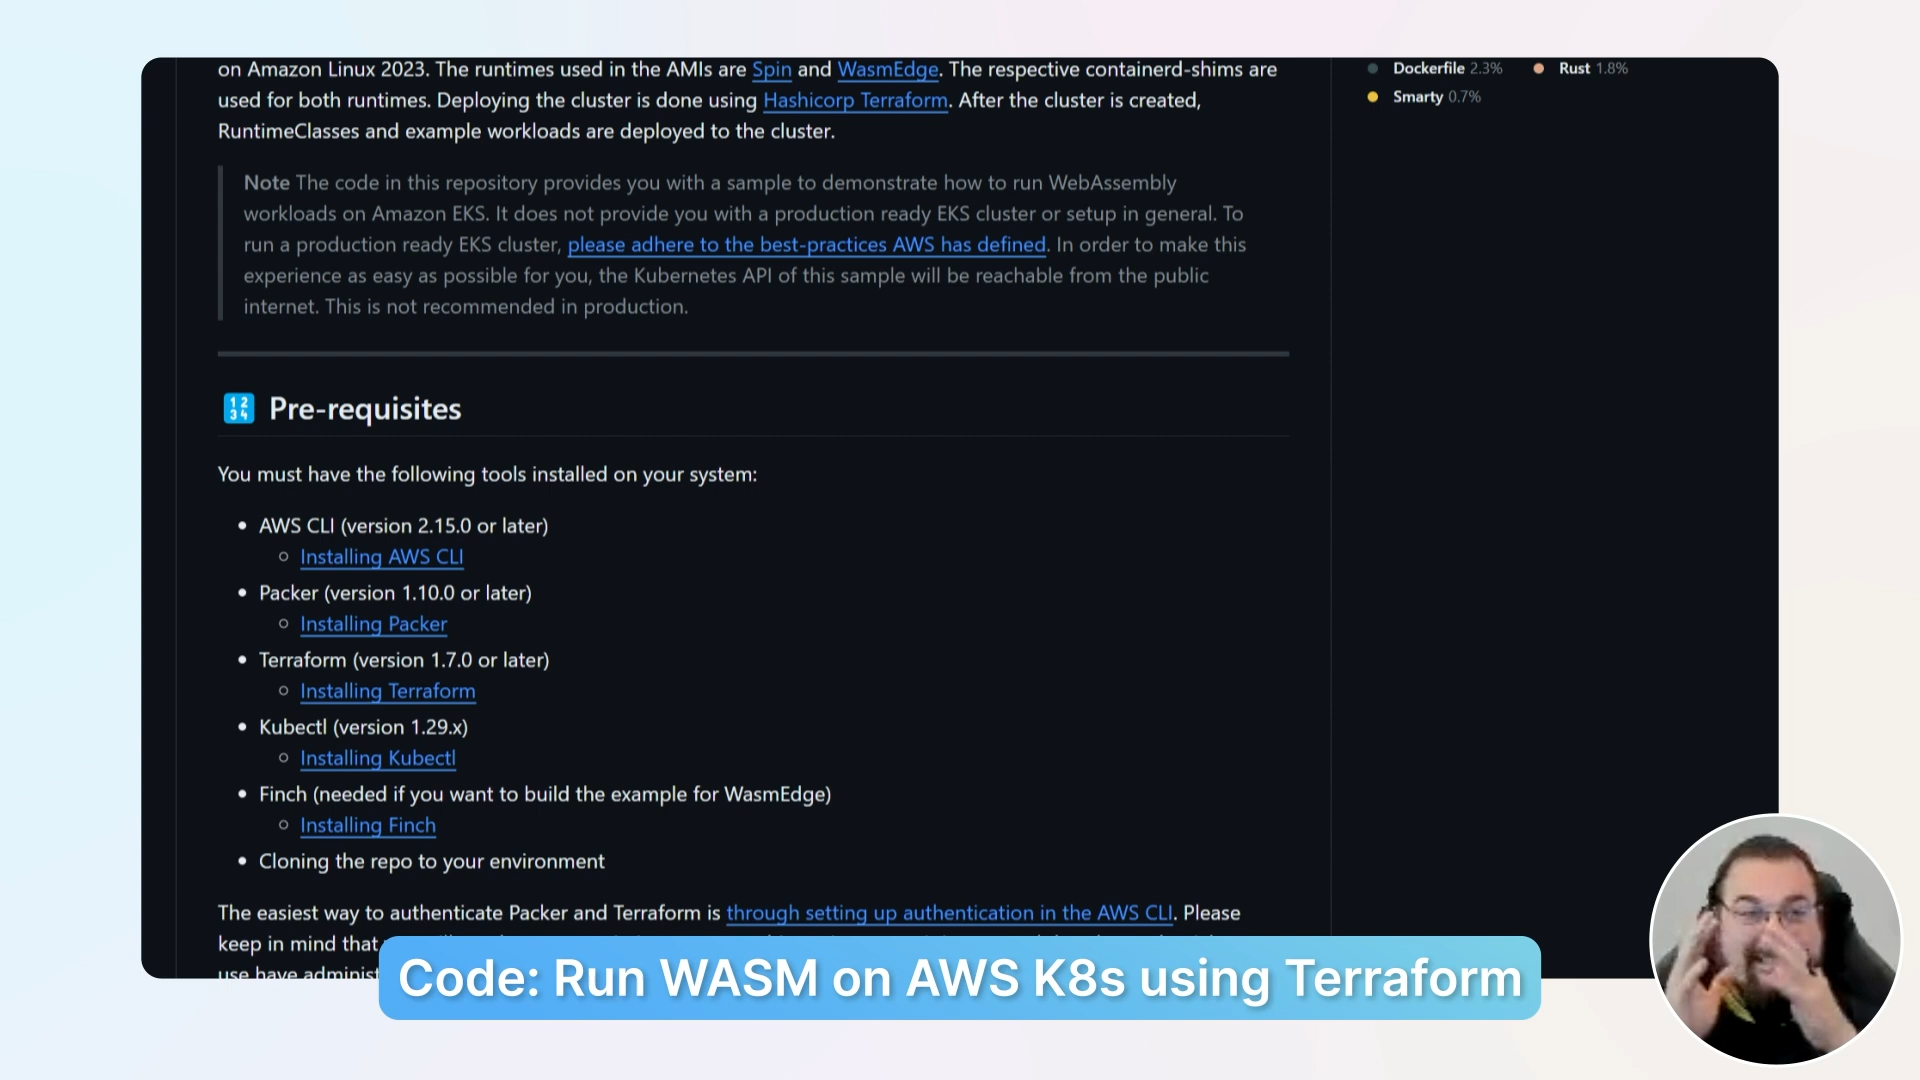 on Amazon Linux 2023. The runtimes used in the AMIs are Spin and WasmEdge. The respective containerd-shims are
used for both runtimes. Deploying the cluster is done using Hashicorp Terraform. After the cluster is created,
RuntimeClasses and example workloads are deployed to the cluster.
Note The code in this repository provides you with a sample to demonstrate how to run WebAssembly
workloads on Amazon EKS. It does not provide you with a production ready EKS cluster or setup in general. To
run a production ready EKS cluster, please adhere to the best-practices AWS has defined. In order to make this
experience as easy as possible for you, the Kubernetes API of this sample will be reachable from the public
internet. This is not recommended in production.
1 2
3 4
Pre-requisites
You must have the following tools installed on your system:
• AWS CLI (version 2.15.0 or later)
○ Installing AWS CLI
• Packer (version 1.10.0 or later)
○ Installing Packer
• Terraform (version 1.7.0 or later)
○ Installing Terraform
• Kubectl (version 1.29.x)
○ Installing Kubectl
• Finch (needed if you want to build the example for WasmEdge)
○ Installing Finch
• Cloning the repo to your environment
The easiest way to authenticate Packer and Terraform is through setting up authentication in the AWS CLI. Please
keep in mind that
use have administ
Dockerfile 2.3% Rust 1.8%
Smarty 0.7%
Code: Run WASM on AWS K8s using Terraform